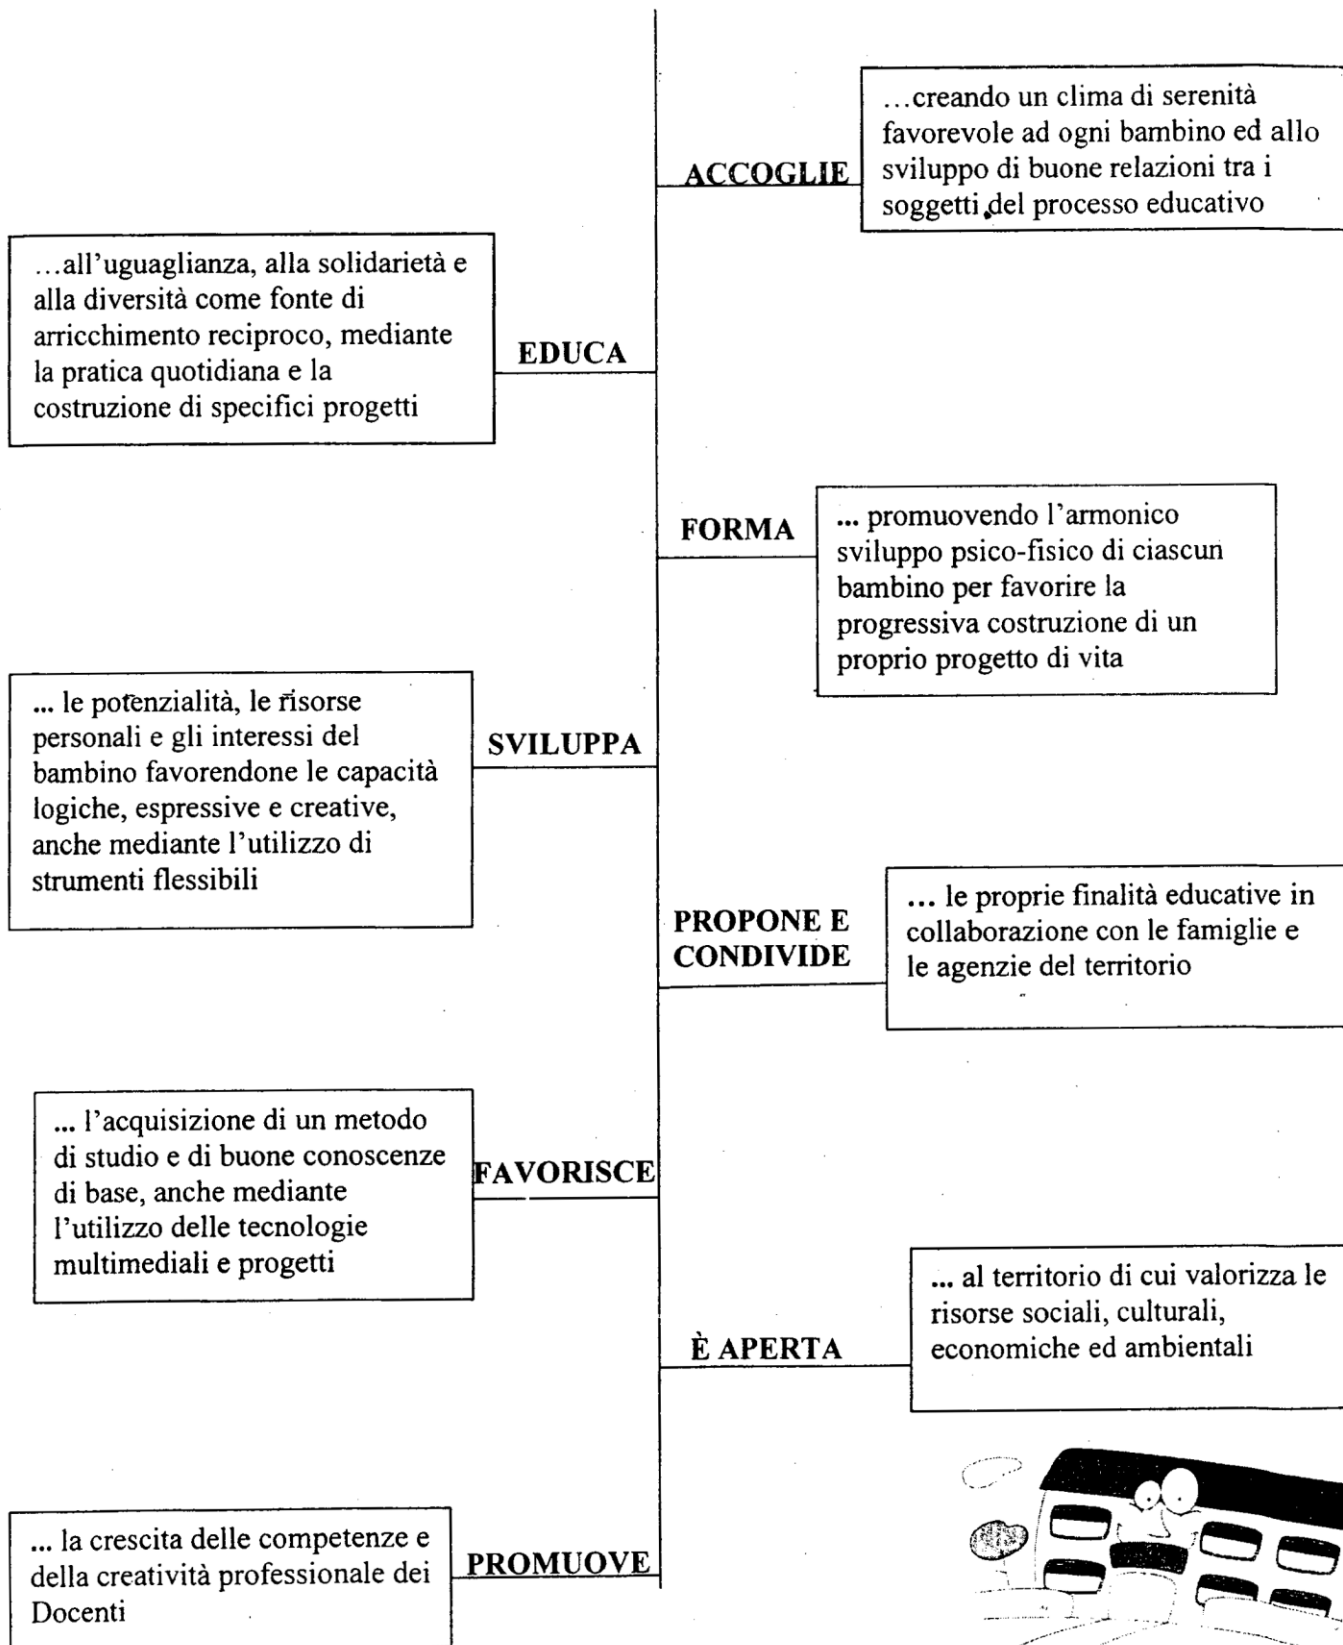 ACCOGLIE
…creando un clima di serenità
favorevole ad ogni bambino ed allo
sviluppo di buone relazioni tra i
soggetti del processo educativo
EDUCA
…all'uguaglianza, alla solidarietà e
alla diversità come fonte di
arricchimento reciproco, mediante
la pratica quotidiana e la
costruzione di specifici progetti
FORMA
... promuovendo l'armonico
sviluppo psico-fisico di ciascun
bambino per favorire la
progressiva costruzione di un
proprio progetto di vita
SVILUPPA
... le potenzialità, le risorse
personali e gli interessi del
bambino favorendone le capacità
logiche, espressive e creative,
anche mediante l'utilizzo di
strumenti flessibili
PROPONE E
CONDIVIDE
... le proprie finalità educative in
collaborazione con le famiglie e
le agenzie del territorio
FAVORISCE
... l'acquisizione di un metodo
di studio e di buone conoscenze
di base, anche mediante
l'utilizzo delle tecnologie
multimediali e progetti
È APERTA
... al territorio di cui valorizza le
risorse sociali, culturali,
economiche ed ambientali
PROMUOVE
... la crescita delle competenze e
della creatività professionale dei
Docenti